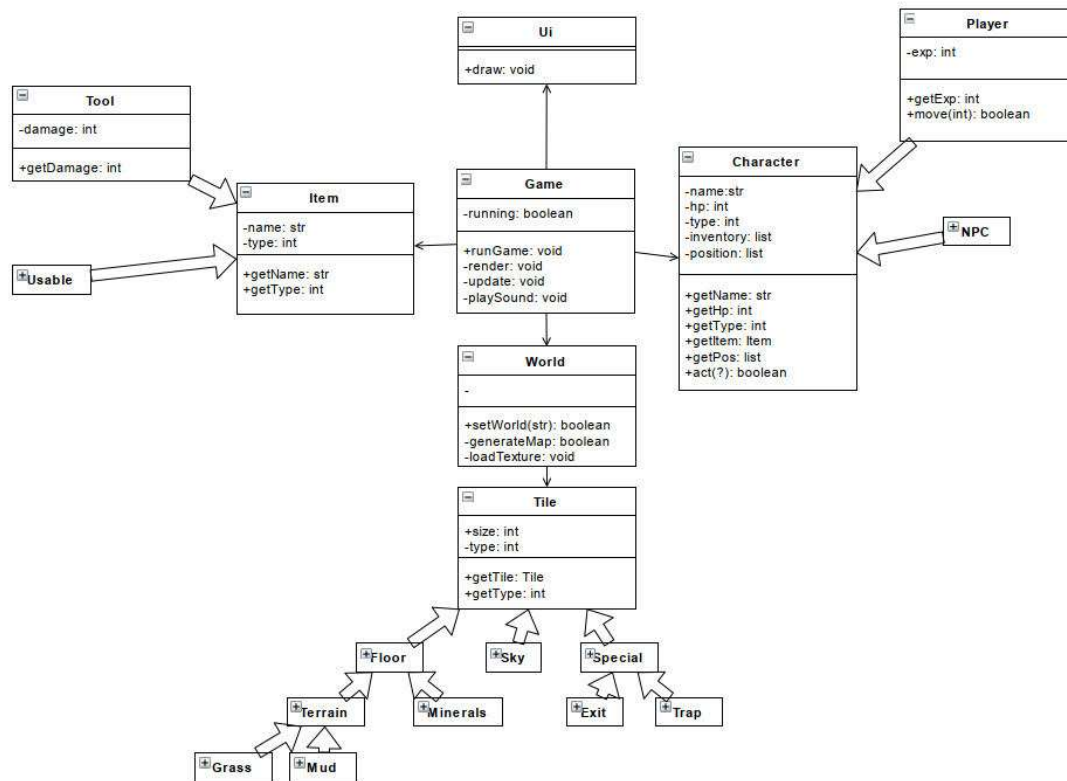 Ui
+draw: void
Player
-exp: int
+getExp: int
+move(int): boolean
Tool
-damage: int
+getDamage: int
Item
-name: str
-type: int
+getName: str
+getType: int
Usable
Game
-running: boolean
+runGame: void
-render: void
-update: void
-playSound: void
Character
-name:str
-hp: int
-type: int
-inventory: list
-position: list
+getName: str
+getHp: int
+getType: int
+getItem: Item
+getPos: list
+act(?): boolean
NPC
World
-
+setWorld(str): boolean
-generateMap: boolean
-loadTexture: void
Tile
+size: int
-type: int
+getTile: Tile
+getType: int
Floor
Sky
Special
Terrain
Minerals
Exit
Trap
Grass
Mud